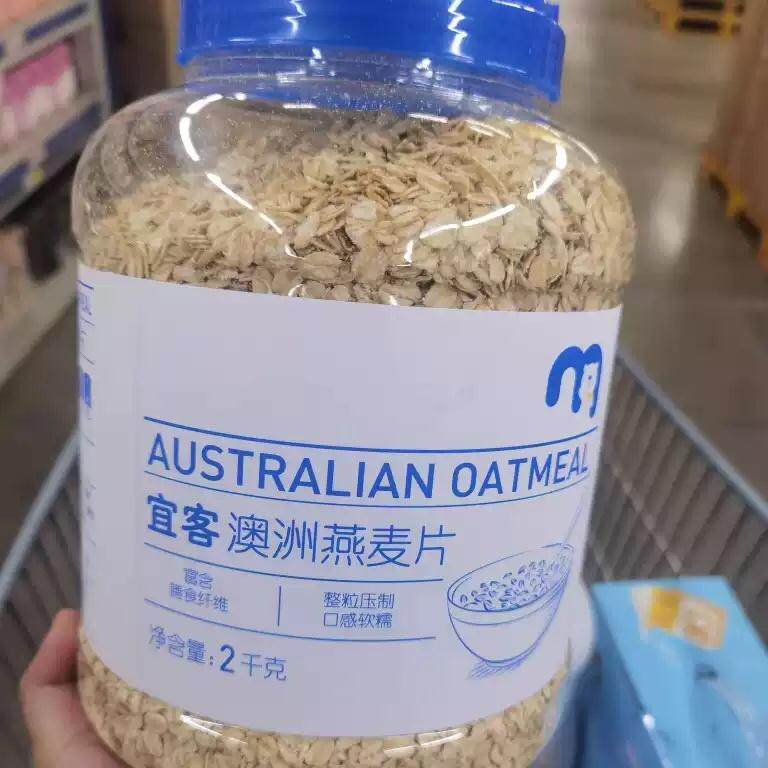 AUSTRALIAN OATMEAL
宜客 澳洲燕麦片
富含
膳食纤维
整粒压制
口感软糯
净含量：2千克